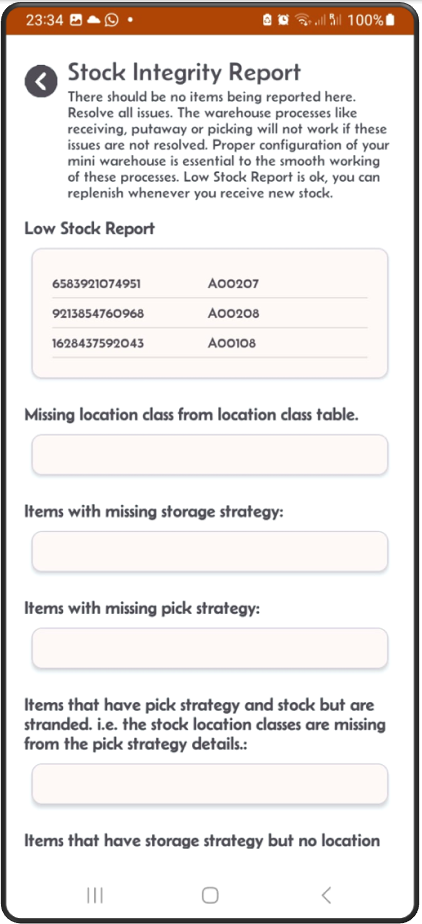 23:34 100%
Stock Integrity Report
There should be no items being reported here.
Resolve all issues. The warehouse processes like
receiving, putaway or picking will not work if these
issues are not resolved. Proper configuration of your
mini warehouse is essential to the smooth working
of these processes. Low Stock Report is ok, you can
replenish whenever you receive new stock.
Low Stock Report
6583921074951 A00207
9213854760968 A00208
1628437592043 A00108
Missing location class from location class table.
Items with missing storage strategy:
Items with missing pick strategy:
Items that have pick strategy and stock but are
stranded. i.e. the stock location classes are missing
from the pick strategy details.:
Items that have storage strategy but no location